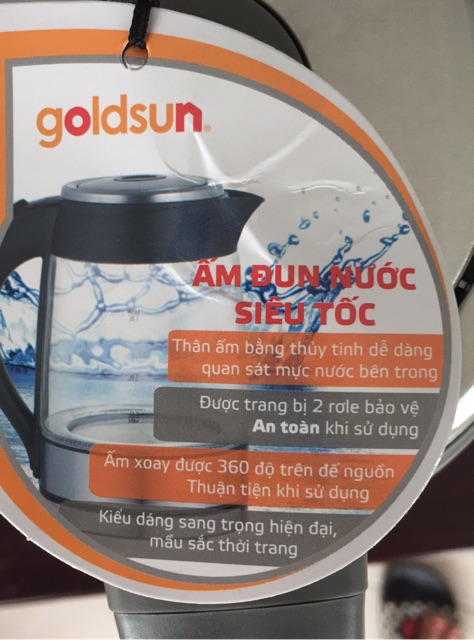 goldsun
ẤM ĐUN NƯỚC
SIÊU TỐC
Thân ấm bằng thủy tinh dễ dàng
quan sát mực nước bên trong
Được trang bị 2 rơle bảo vệ
An toàn khi sử dụng
Ấm xoay được 360 độ trên đế nguồn
Thuận tiện khi sử dụng
Kiểu dáng sang trọng hiện đại,
mầu sắc thời trang